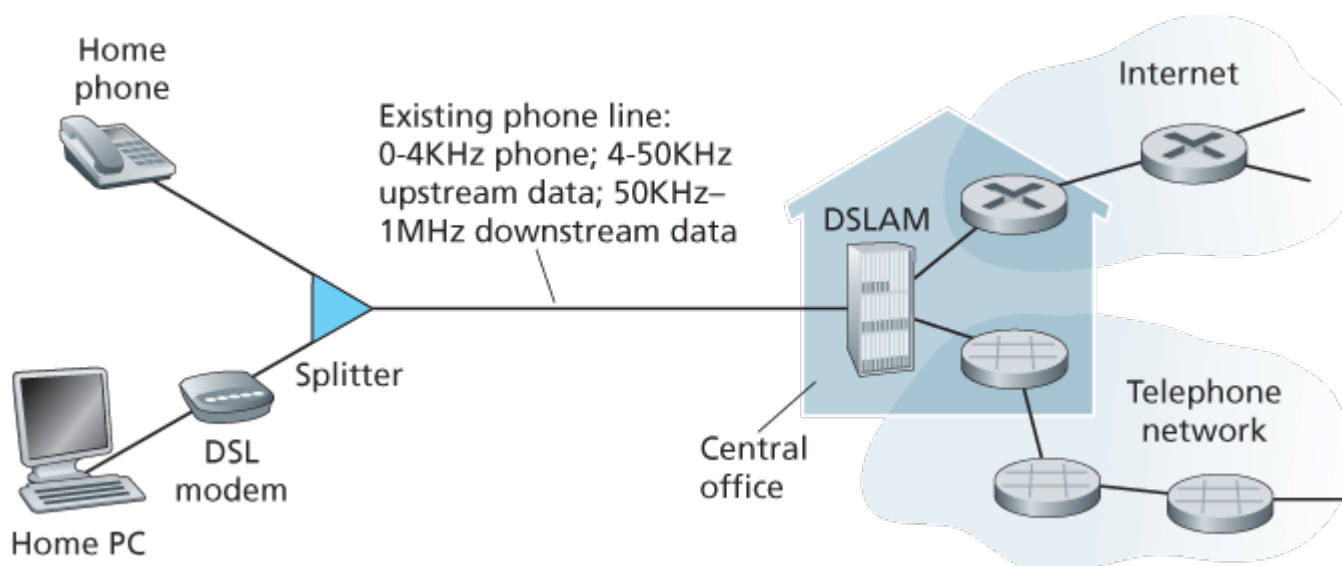 Home
phone
Existing phone line:
0-4KHz phone; 4-50KHz
upstream data; 50KHz–
1MHz downstream data
Internet
DSLAM
Splitter
DSL
modem
Home PC
Central
office
Telephone
network